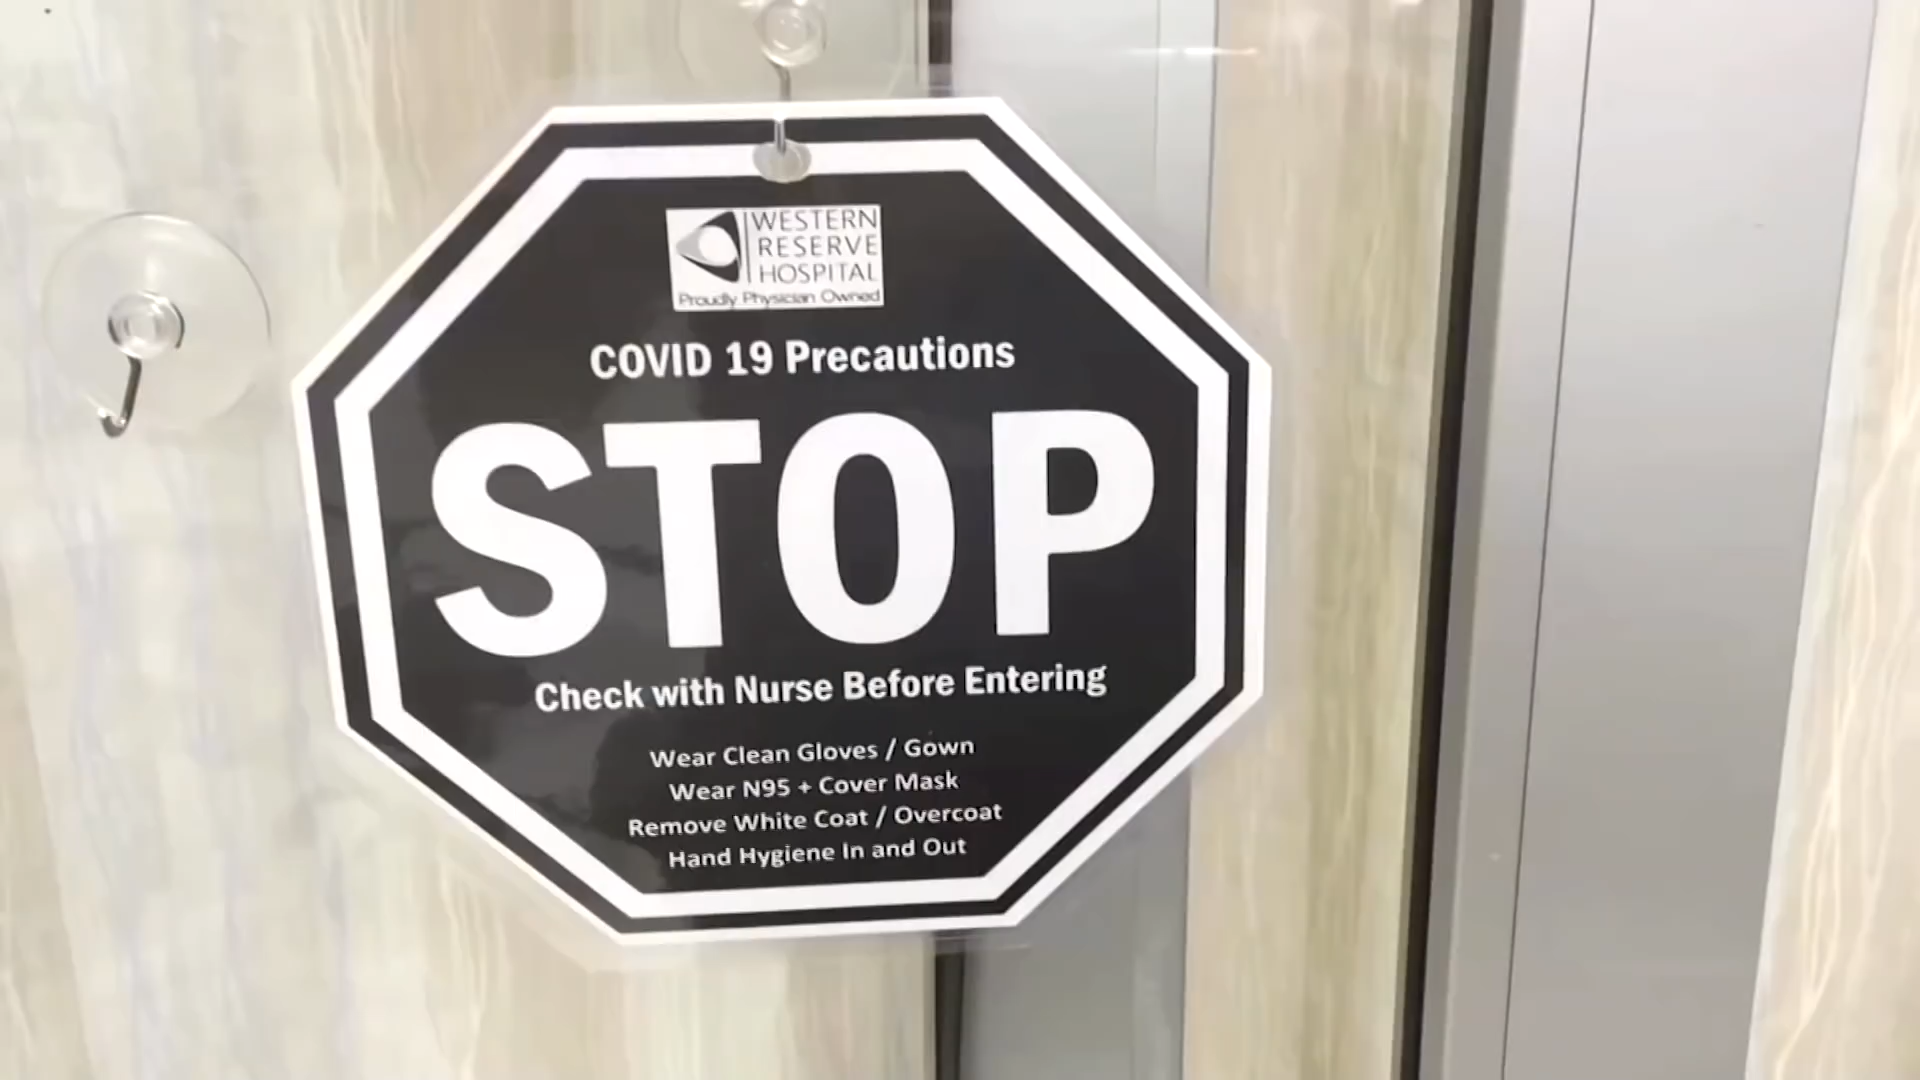 WESTERN
RESERVE
HOSPITAL
Proudly Physician Owned
COVID 19 Precautions
STOP
Check with Nurse Before Entering
Wear Clean Gloves / Gown
Wear N95 + Cover Mask
Remove White Coat / Overcoat
Hand Hygiene In and Out